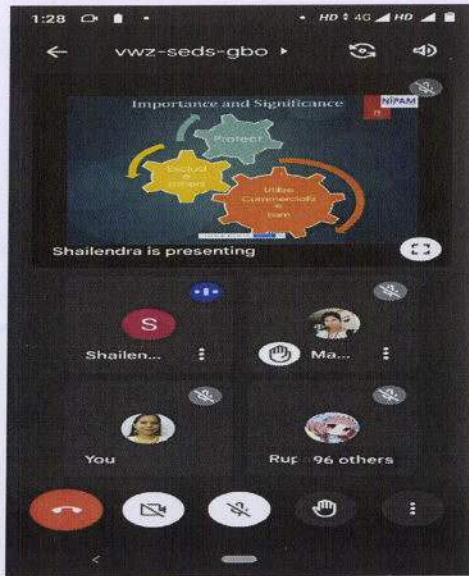 1:28 HD 4G HD
vwz-seds-gbo
Importance and Significance
NIPAM
Protect
Utilize
Shailendra is presenting
S
Shailen...
Ma...
You
96 others